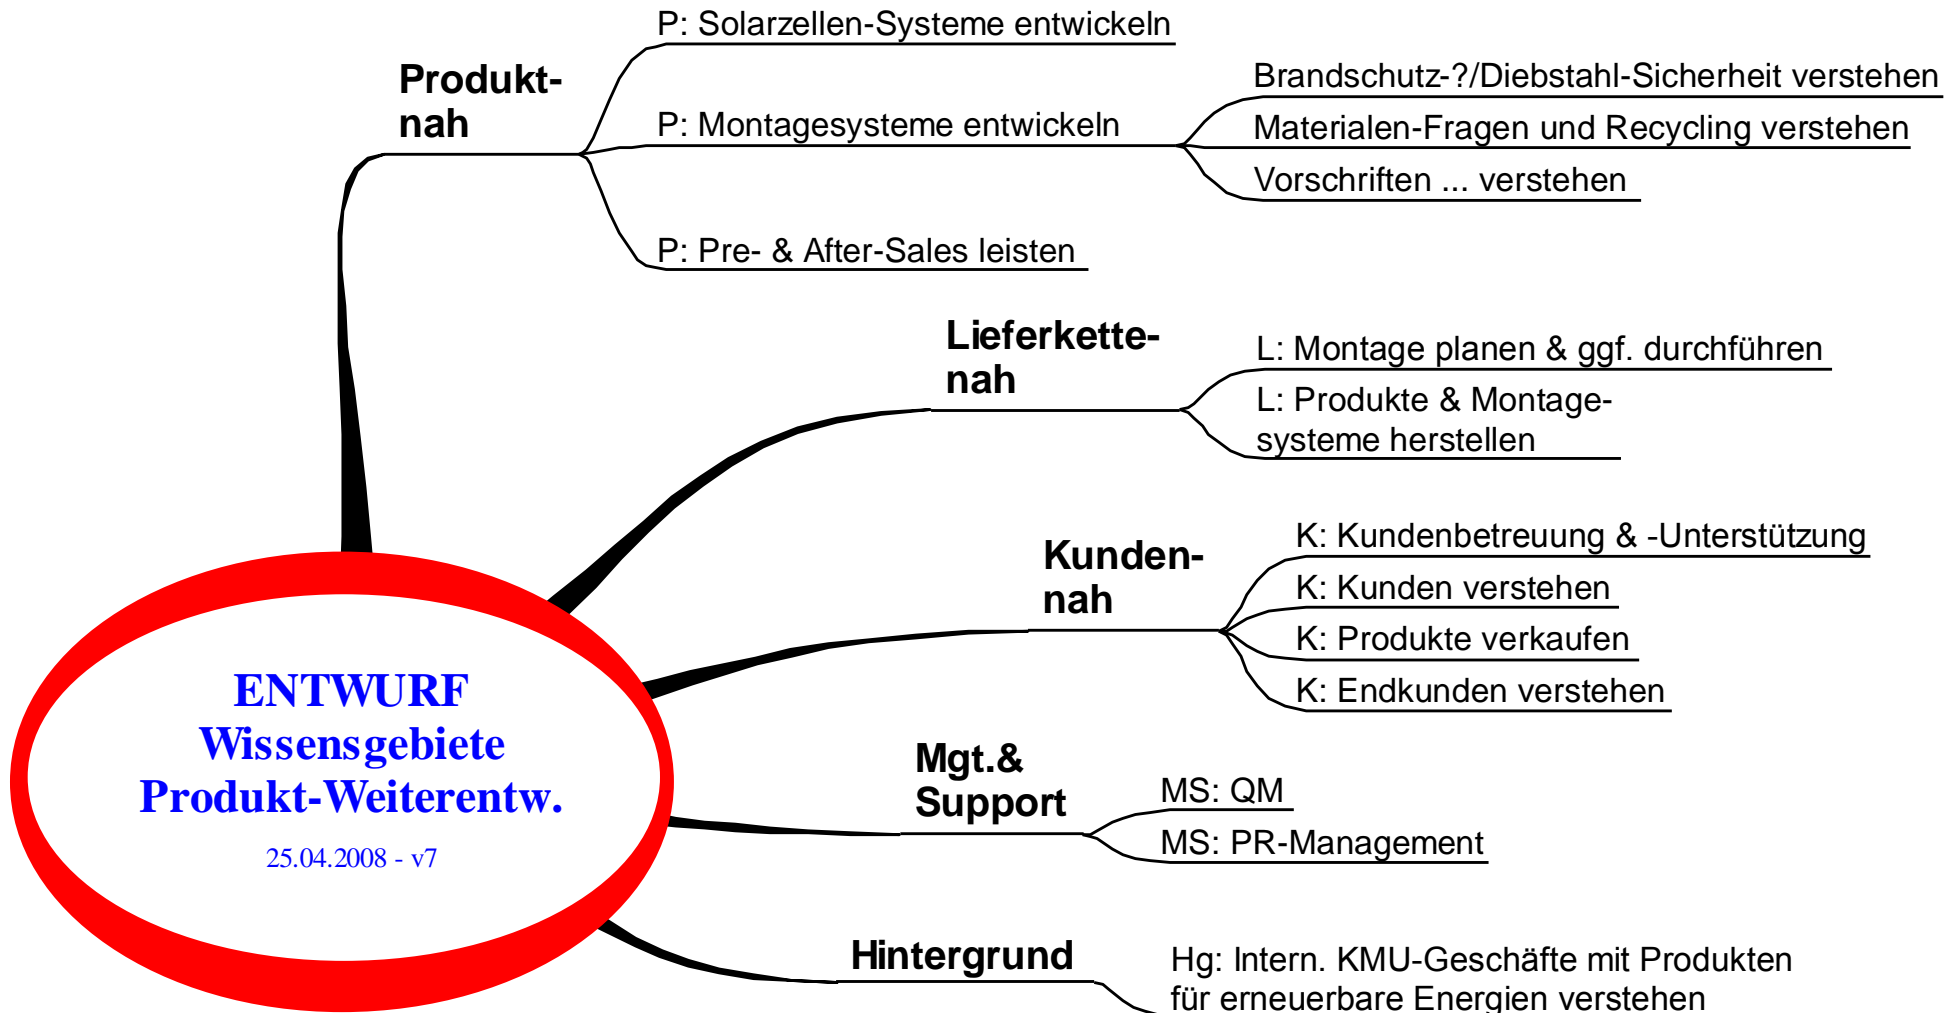 P: Solarzellen-Systeme entwickeln
Produkt-
nah
P: Montagesysteme entwickeln
Brandschutz-?/Diebstahl-Sicherheit verstehen
Materialen-Fragen und Recycling verstehen
Vorschriften ... verstehen
P: Pre- & After-Sales leisten
Lieferkette-
nah
L: Montage planen & ggf. durchführen
L: Produkte & Montage-
systeme herstellen
Kunden-
nah
K: Kundenbetreuung & -Unterstützung
K: Kunden verstehen
K: Produkte verkaufen
K: Endkunden verstehen
ENTWURF
Wissensgebiete
Produkt-Weiterentw.
25.04.2008 - v7
Mgt.&
Support
MS: QM
MS: PR-Management
Hintergrund
Hg: Intern. KMU-Geschäfte mit Produkten
für erneuerbare Energien verstehen